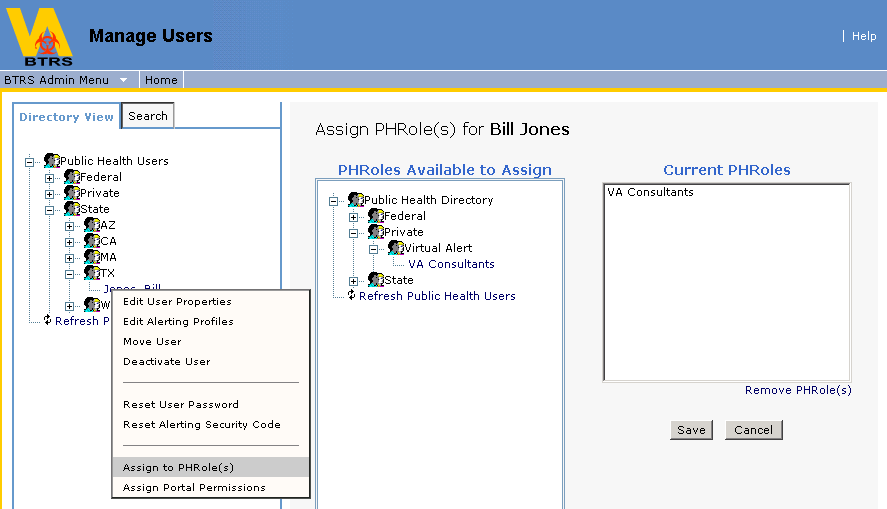 VA
BTRS
Manage Users
| Help
BTRS Admin Menu
Home
Directory View
Search
Public Health Users
Federal
Private
State
AZ
CA
MA
TX
Jones, Bill
W
Refresh P
Edit User Properties
Edit Alerting Profiles
Move User
Deactivate User
Reset User Password
Reset Alerting Security Code
Assign to PHRole(s)
Assign Portal Permissions
Assign PHRole(s) for Bill Jones
PHRoles Available to Assign
Public Health Directory
Federal
Private
Virtual Alert
VA Consultants
State
Refresh Public Health Users
Current PHRoles
VA Consultants
Remove PHRole(s)
Save
Cancel